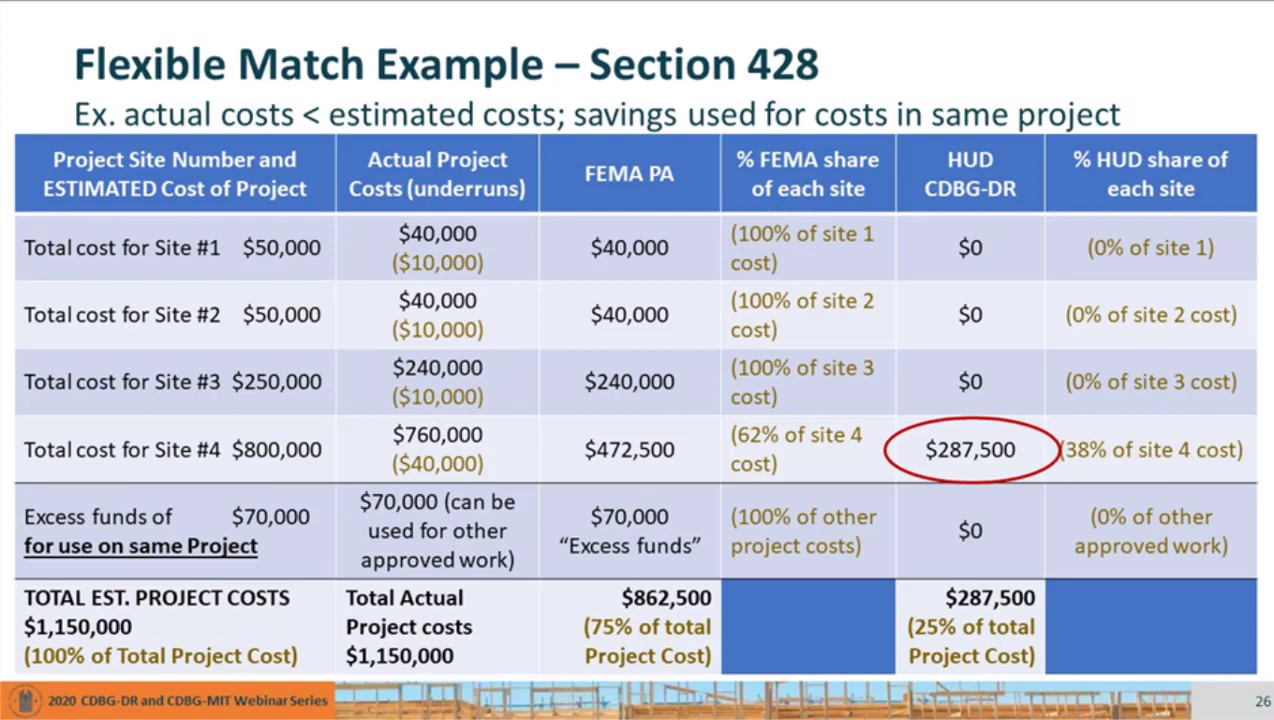 Flexible Match Example – Section 428
Ex. actual costs < estimated costs; savings used for costs in same project
Project Site Number and
ESTIMATED Cost of Project
Actual Project
Costs (underruns)
FEMA PA
% FEMA share
of each site
HUD
CDBG-DR
% HUD share of
each site
Total cost for Site #1 $50,000
$40,000
($10,000)
$40,000
(100% of site 1
cost)
$0
(0% of site 1)
Total cost for Site #2 $50,000
$40,000
($10,000)
$40,000
(100% of site 2
cost)
$0
(0% of site 2 cost)
Total cost for Site #3 $250,000
$240,000
($10,000)
$240,000
(100% of site 3
cost)
$0
(0% of site 3 cost)
Total cost for Site #4 $800,000
$760,000
($40,000)
$472,500
(62% of site 4
cost)
$287,500
(38% of site 4 cost)
Excess funds of $70,000
for use on same Project
$70,000 (can be
used for other
approved work)
$70,000
“Excess funds”
(100% of other
project costs)
$0
(0% of other
approved work)
TOTAL EST. PROJECT COSTS
$1,150,000
(100% of Total Project Cost)
Total Actual
Project costs
$1,150,000
$862,500
(75% of total
Project Cost)
$287,500
(25% of total
Project Cost)
2020 CDBG-DR and CDBG-MIT Webinar Series
26